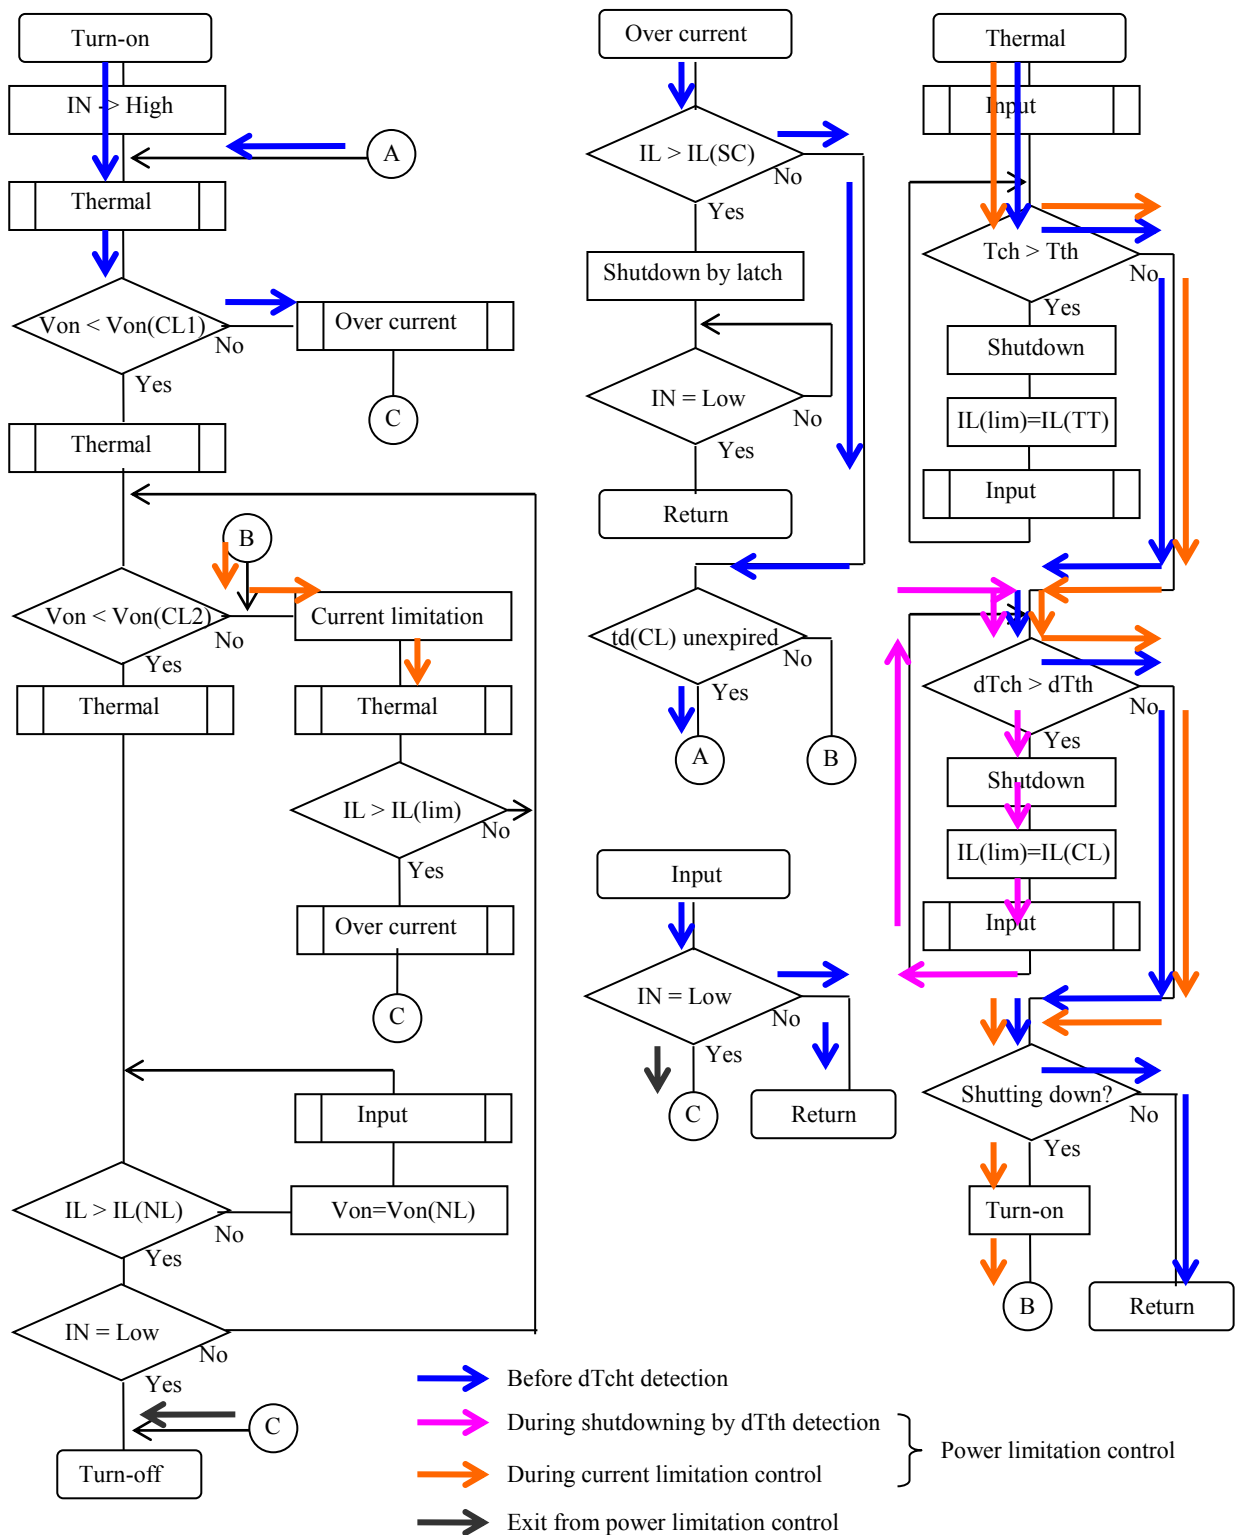 Turn-on
IN -> High
A
Thermal
Von < Von(CL1)
No
Yes
Over current
C
Thermal
B
Von < Von(CL2)
No
Yes
Current limitation
Thermal
Thermal
IL > IL(lim)
No
Yes
Over current
C
Input
IL > IL(NL)
No
Yes
Von=Von(NL)
IN = Low
No
Yes
C
Turn-off
Over current
IL > IL(SC)
No
Yes
Shutdown by latch
IN = Low
No
Yes
Return
td(CL) unexpired
No
Yes
A
B
Input
IN = Low
No
Yes
C
Return
Thermal
Input
Tch > Tth
No
Yes
Shutdown
IL(lim)=IL(TT)
Input
dTch > dTth
No
Yes
Shutdown
IL(lim)=IL(CL)
Input
Shutting down?
No
Yes
Turn-on
B
Return
Before dTcht detection
During shutdowning by dTth detection
Power limitation control
During current limitation control
Exit from power limitation control